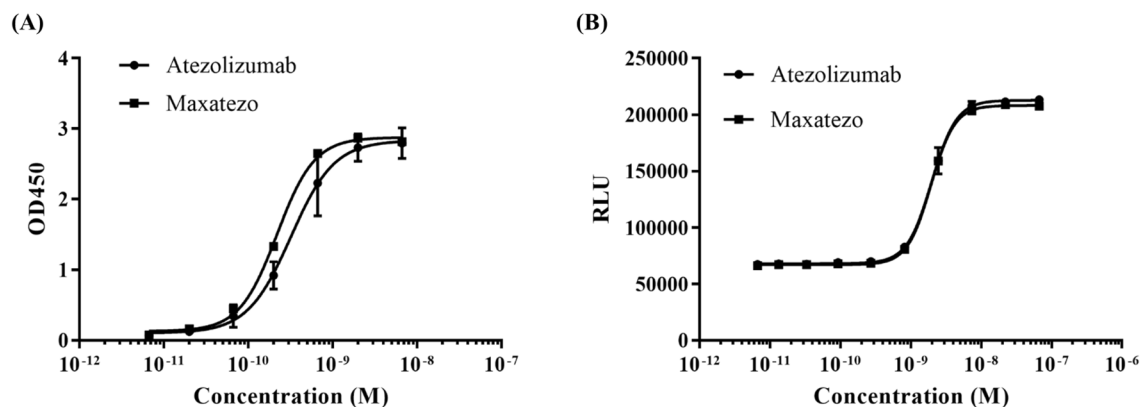 (A)
Atezolizumab
Maxatezo
OD450
4
3
2
1
0
10-12
10-11
10-10
10-9
10-8
10-7
Concentration (M)
(B)
Atezolizumab
Maxatezo
RLU
250000
200000
150000
100000
50000
0
10-12
10-11
10-10
10-9
10-8
10-7
10-6
Concentration (M)